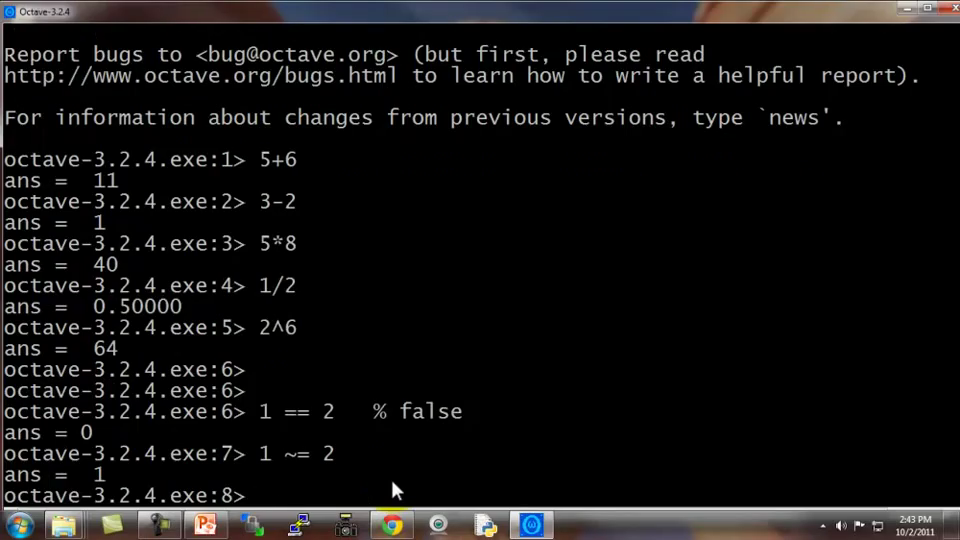 Octave-3.2.4
Report bugs to <bug@octave.org> (but first, please read
http://www.octave.org/bugs.html to learn how to write a helpful report).
For information about changes from previous versions, type `news'.
octave-3.2.4.exe:1> 5+6
ans =  11
octave-3.2.4.exe:2> 3-2
ans =  1
octave-3.2.4.exe:3> 5*8
ans =  40
octave-3.2.4.exe:4> 1/2
ans =  0.50000
octave-3.2.4.exe:5> 2^6
ans =  64
octave-3.2.4.exe:6>
octave-3.2.4.exe:6>
octave-3.2.4.exe:6> 1 == 2   % false
ans = 0
octave-3.2.4.exe:7> 1 ~= 2
ans =  1
octave-3.2.4.exe:8>
2:43 PM
10/2/2011